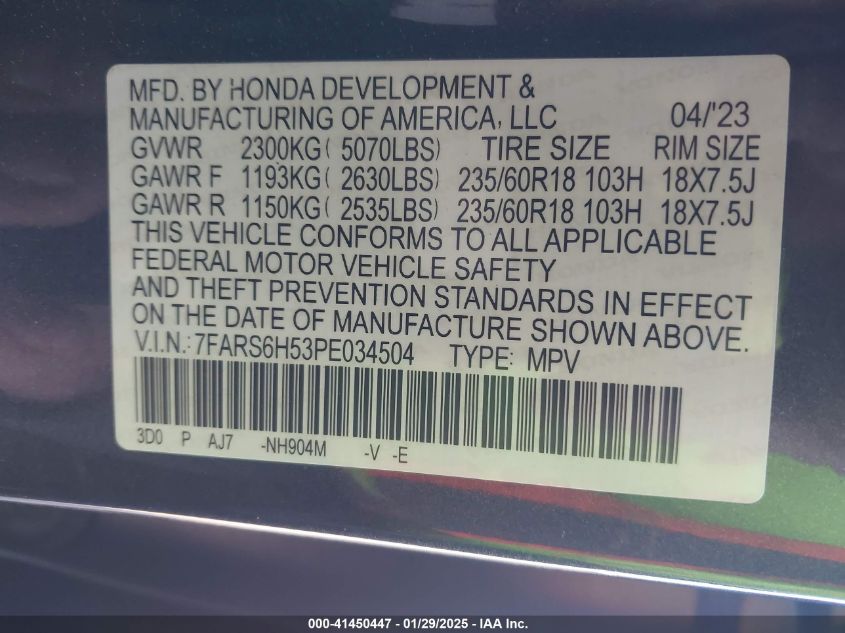 MFD. BY HONDA DEVELOPMENT &
MANUFACTURING OF AMERICA, LLC 04/'23
GVWR 2300KG( 5070LBS) TIRE SIZE RIM SIZE
GAWR F 1193KG( 2630LBS) 235/60R18 103H 18X7.5J
GAWR R 1150KG( 2535LBS) 235/60R18 103H 18X7.5J
THIS VEHICLE CONFORMS TO ALL APPLICABLE
FEDERAL MOTOR VEHICLE SAFETY
AND THEFT PREVENTION STANDARDS IN EFFECT
ON THE DATE OF MANUFACTURE SHOWN ABOVE.
V.I.N.:7FARS6H53PE034504 TYPE: MPV
3D0 P AJ7 -NH904M -V -E
000-41450447 - 01/29/2025 - IAA Inc.